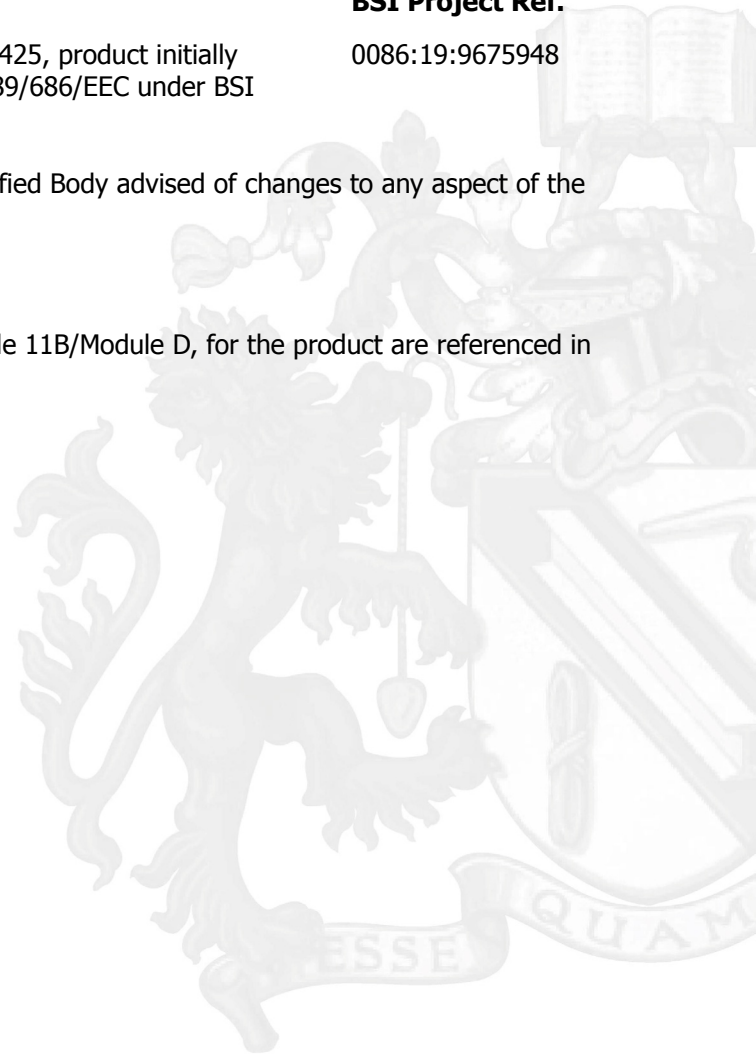 BSI Project Ref.
425, product initially 0086:19:9675948
39/686/EEC under BSI
fied Body advised of changes to any aspect of the
le 11B/Module D, for the product are referenced in
ESSE QUAM